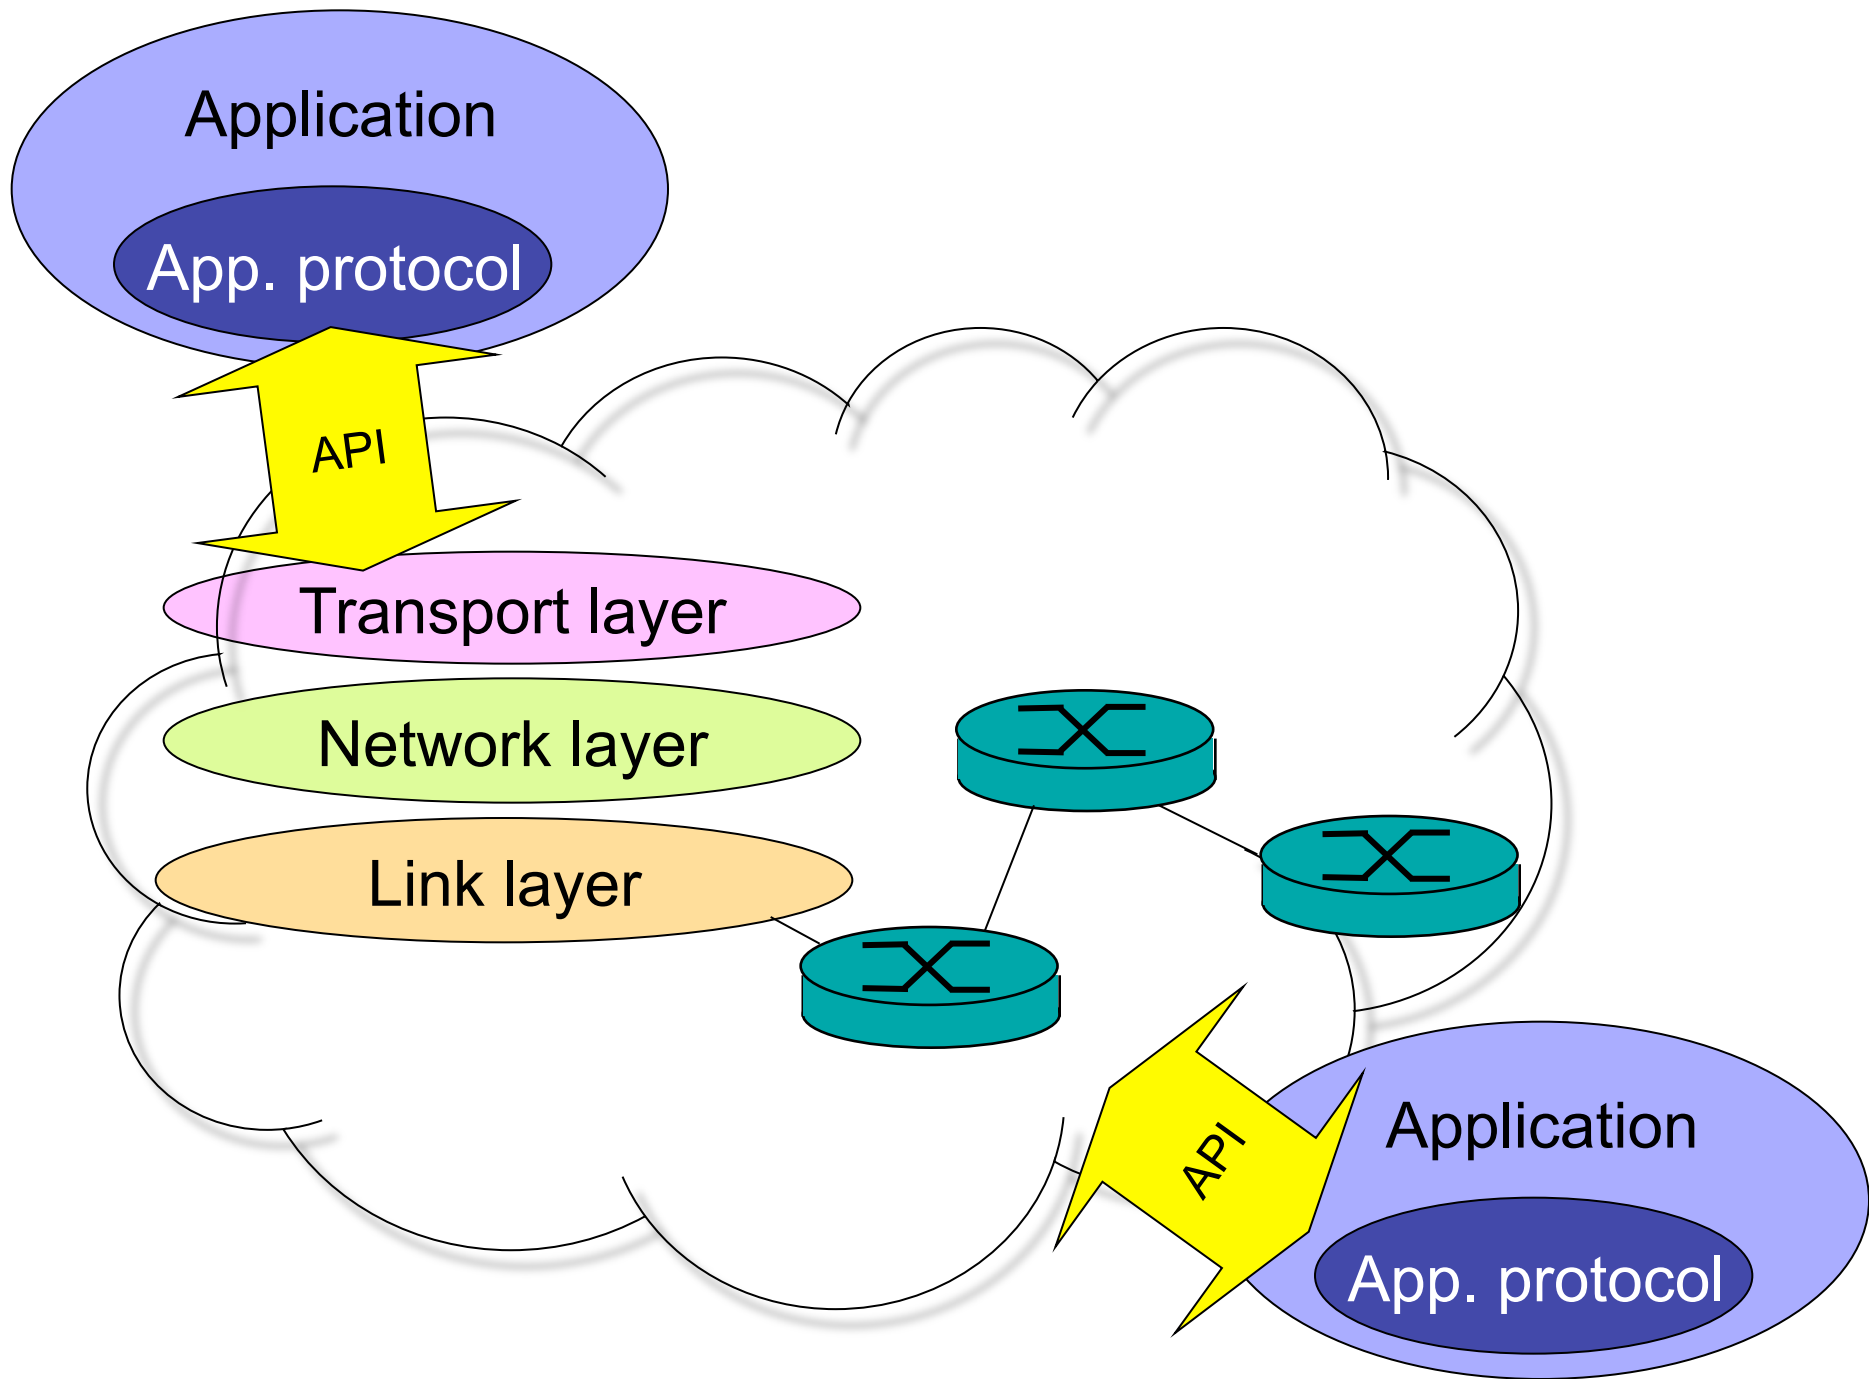 Application
App. protocol
API
Transport layer
Network layer
Link layer
API
Application
App. protocol